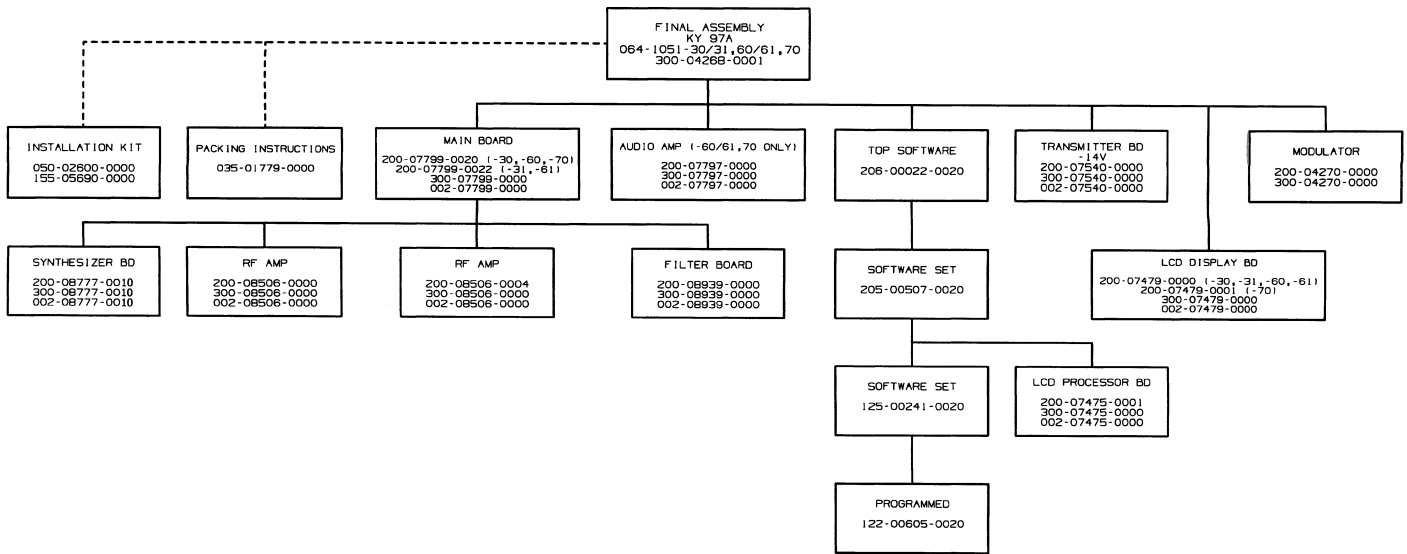 FINAL ASSEMBLY
KY 97A
064-1051-30/31,60/61,70
300-04268-0001
INSTALLATION KIT
050-02600-0000
155-05690-0000
PACKING INSTRUCTIONS
035-01779-0000
MAIN BOARD
200-07799-0020 (-30,-60,-70)
200-07799-0022 (-31,-61)
300-07799-0000
002-07799-0000
AUDIO AMP (-60/61,70 ONLY)
200-07797-0000
300-07797-0000
002-07797-0000
TOP SOFTWARE
206-00022-0020
TRANSMITTER BD
-14V
200-07540-0000
300-07540-0000
002-07540-0000
MODULATOR
200-04270-0000
300-04270-0000
SYNTHESIZER BD
200-08777-0010
300-08777-0010
002-08777-0010
RF AMP
200-08506-0000
300-08506-0000
002-08506-0000
RF AMP
200-08506-0004
300-08506-0000
002-08506-0000
FILTER BOARD
200-08939-0000
300-08939-0000
002-08939-0000
SOFTWARE SET
205-00507-0020
LCD DISPLAY BD
200-07479-0000 (-30,-31,-60,-61)
200-07479-0001 (-70)
300-07479-0000
002-07479-0000
SOFTWARE SET
125-00241-0020
LCD PROCESSOR BD
200-07475-0001
300-07475-0000
002-07475-0000
PROGRAMMED
122-00605-0020